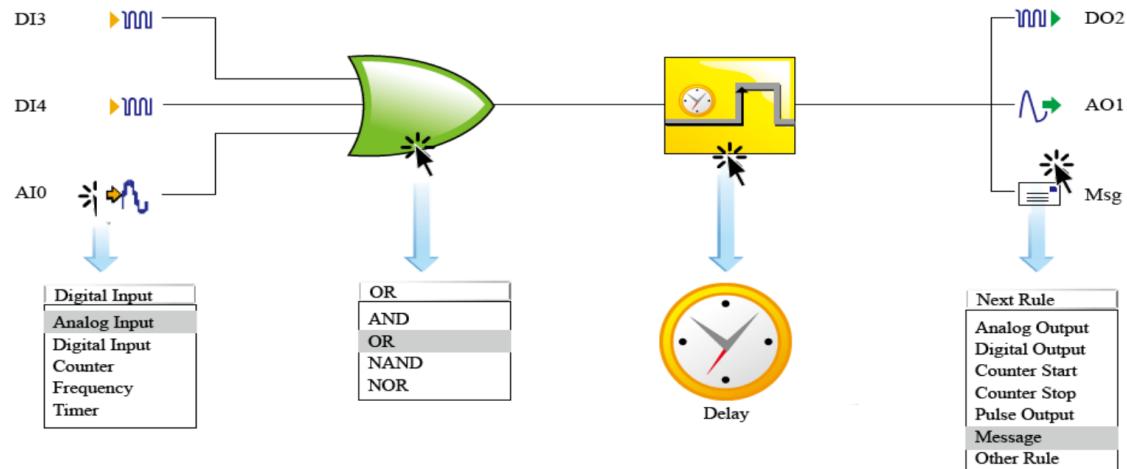 DI3
DI4
AI0
DO2
AO1
Msg
Digital Input
Analog Input
Digital Input
Counter
Frequency
Timer
OR
AND
OR
NAND
NOR
Delay
Next Rule
Analog Output
Digital Output
Counter Start
Counter Stop
Pulse Output
Message
Other Rule